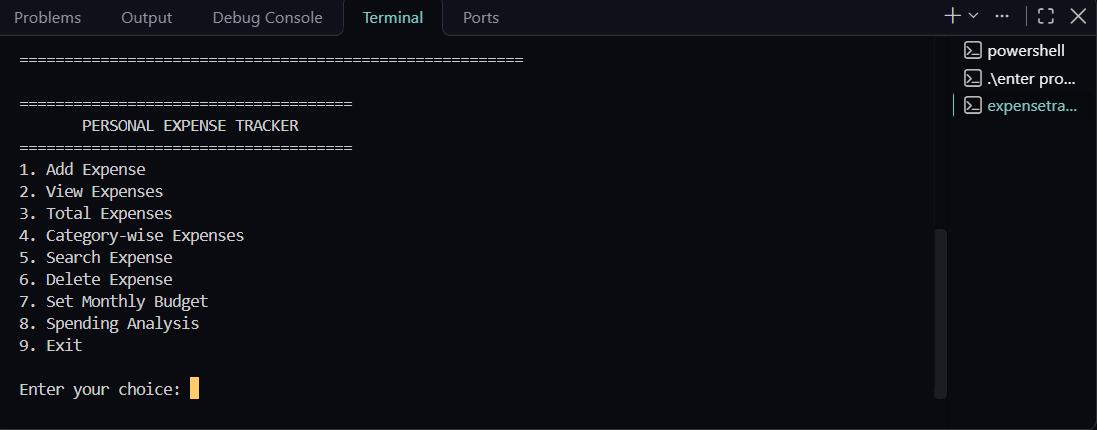 Problems Output Debug Console Terminal Ports
========================================================
powershell
.\enter pro...
expensetra...
=====================================
PERSONAL EXPENSE TRACKER
=====================================
1. Add Expense
2. View Expenses
3. Total Expenses
4. Category-wise Expenses
5. Search Expense
6. Delete Expense
7. Set Monthly Budget
8. Spending Analysis
9. Exit
Enter your choice: